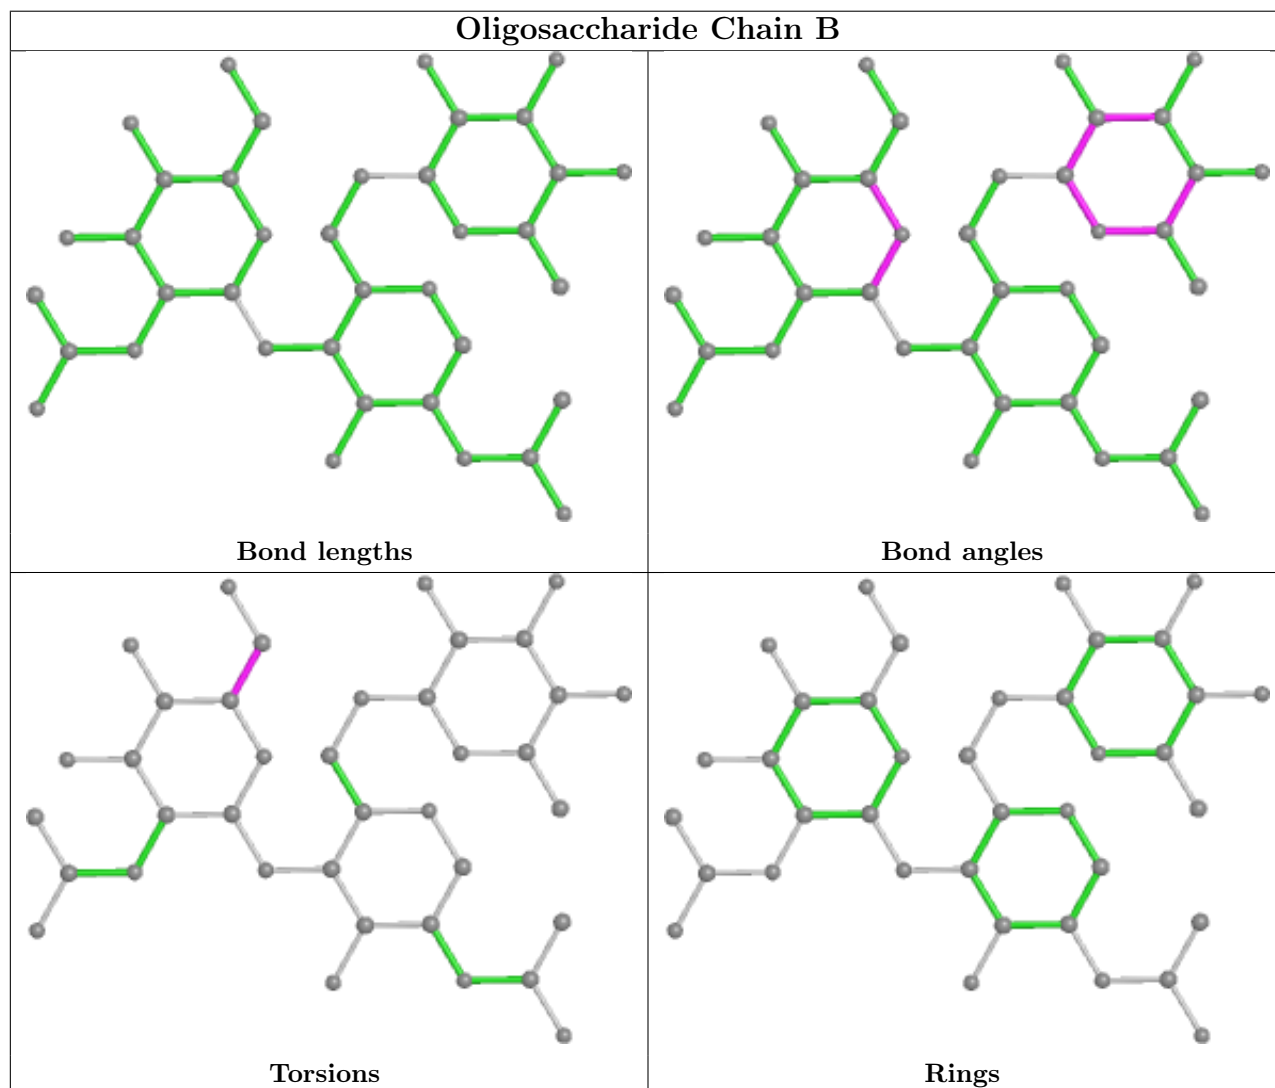 Oligosaccharide Chain B
Bond lengths
Bond angles
Torsions
Rings